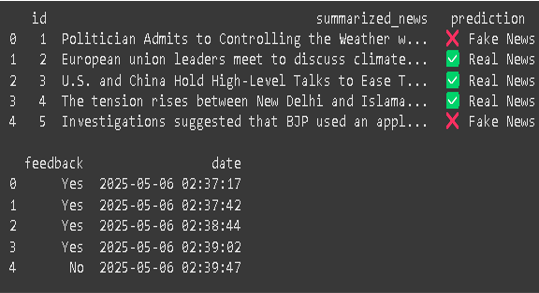 id summarized_news prediction
0 1 Politician Admits to Controlling the Weather w... ❌ Fake News
1 2 European union leaders meet to discuss climate... ✅ Real News
2 3 U.S. and China Hold High-Level Talks to Ease T... ✅ Real News
3 4 The tension rises between New Delhi and Islama... ✅ Real News
4 5 Investigations suggested that BJP used an appl... ❌ Fake News
feedback date
0 Yes 2025-05-06 02:37:17
1 Yes 2025-05-06 02:37:42
2 Yes 2025-05-06 02:38:44
3 Yes 2025-05-06 02:39:02
4 No 2025-05-06 02:39:47